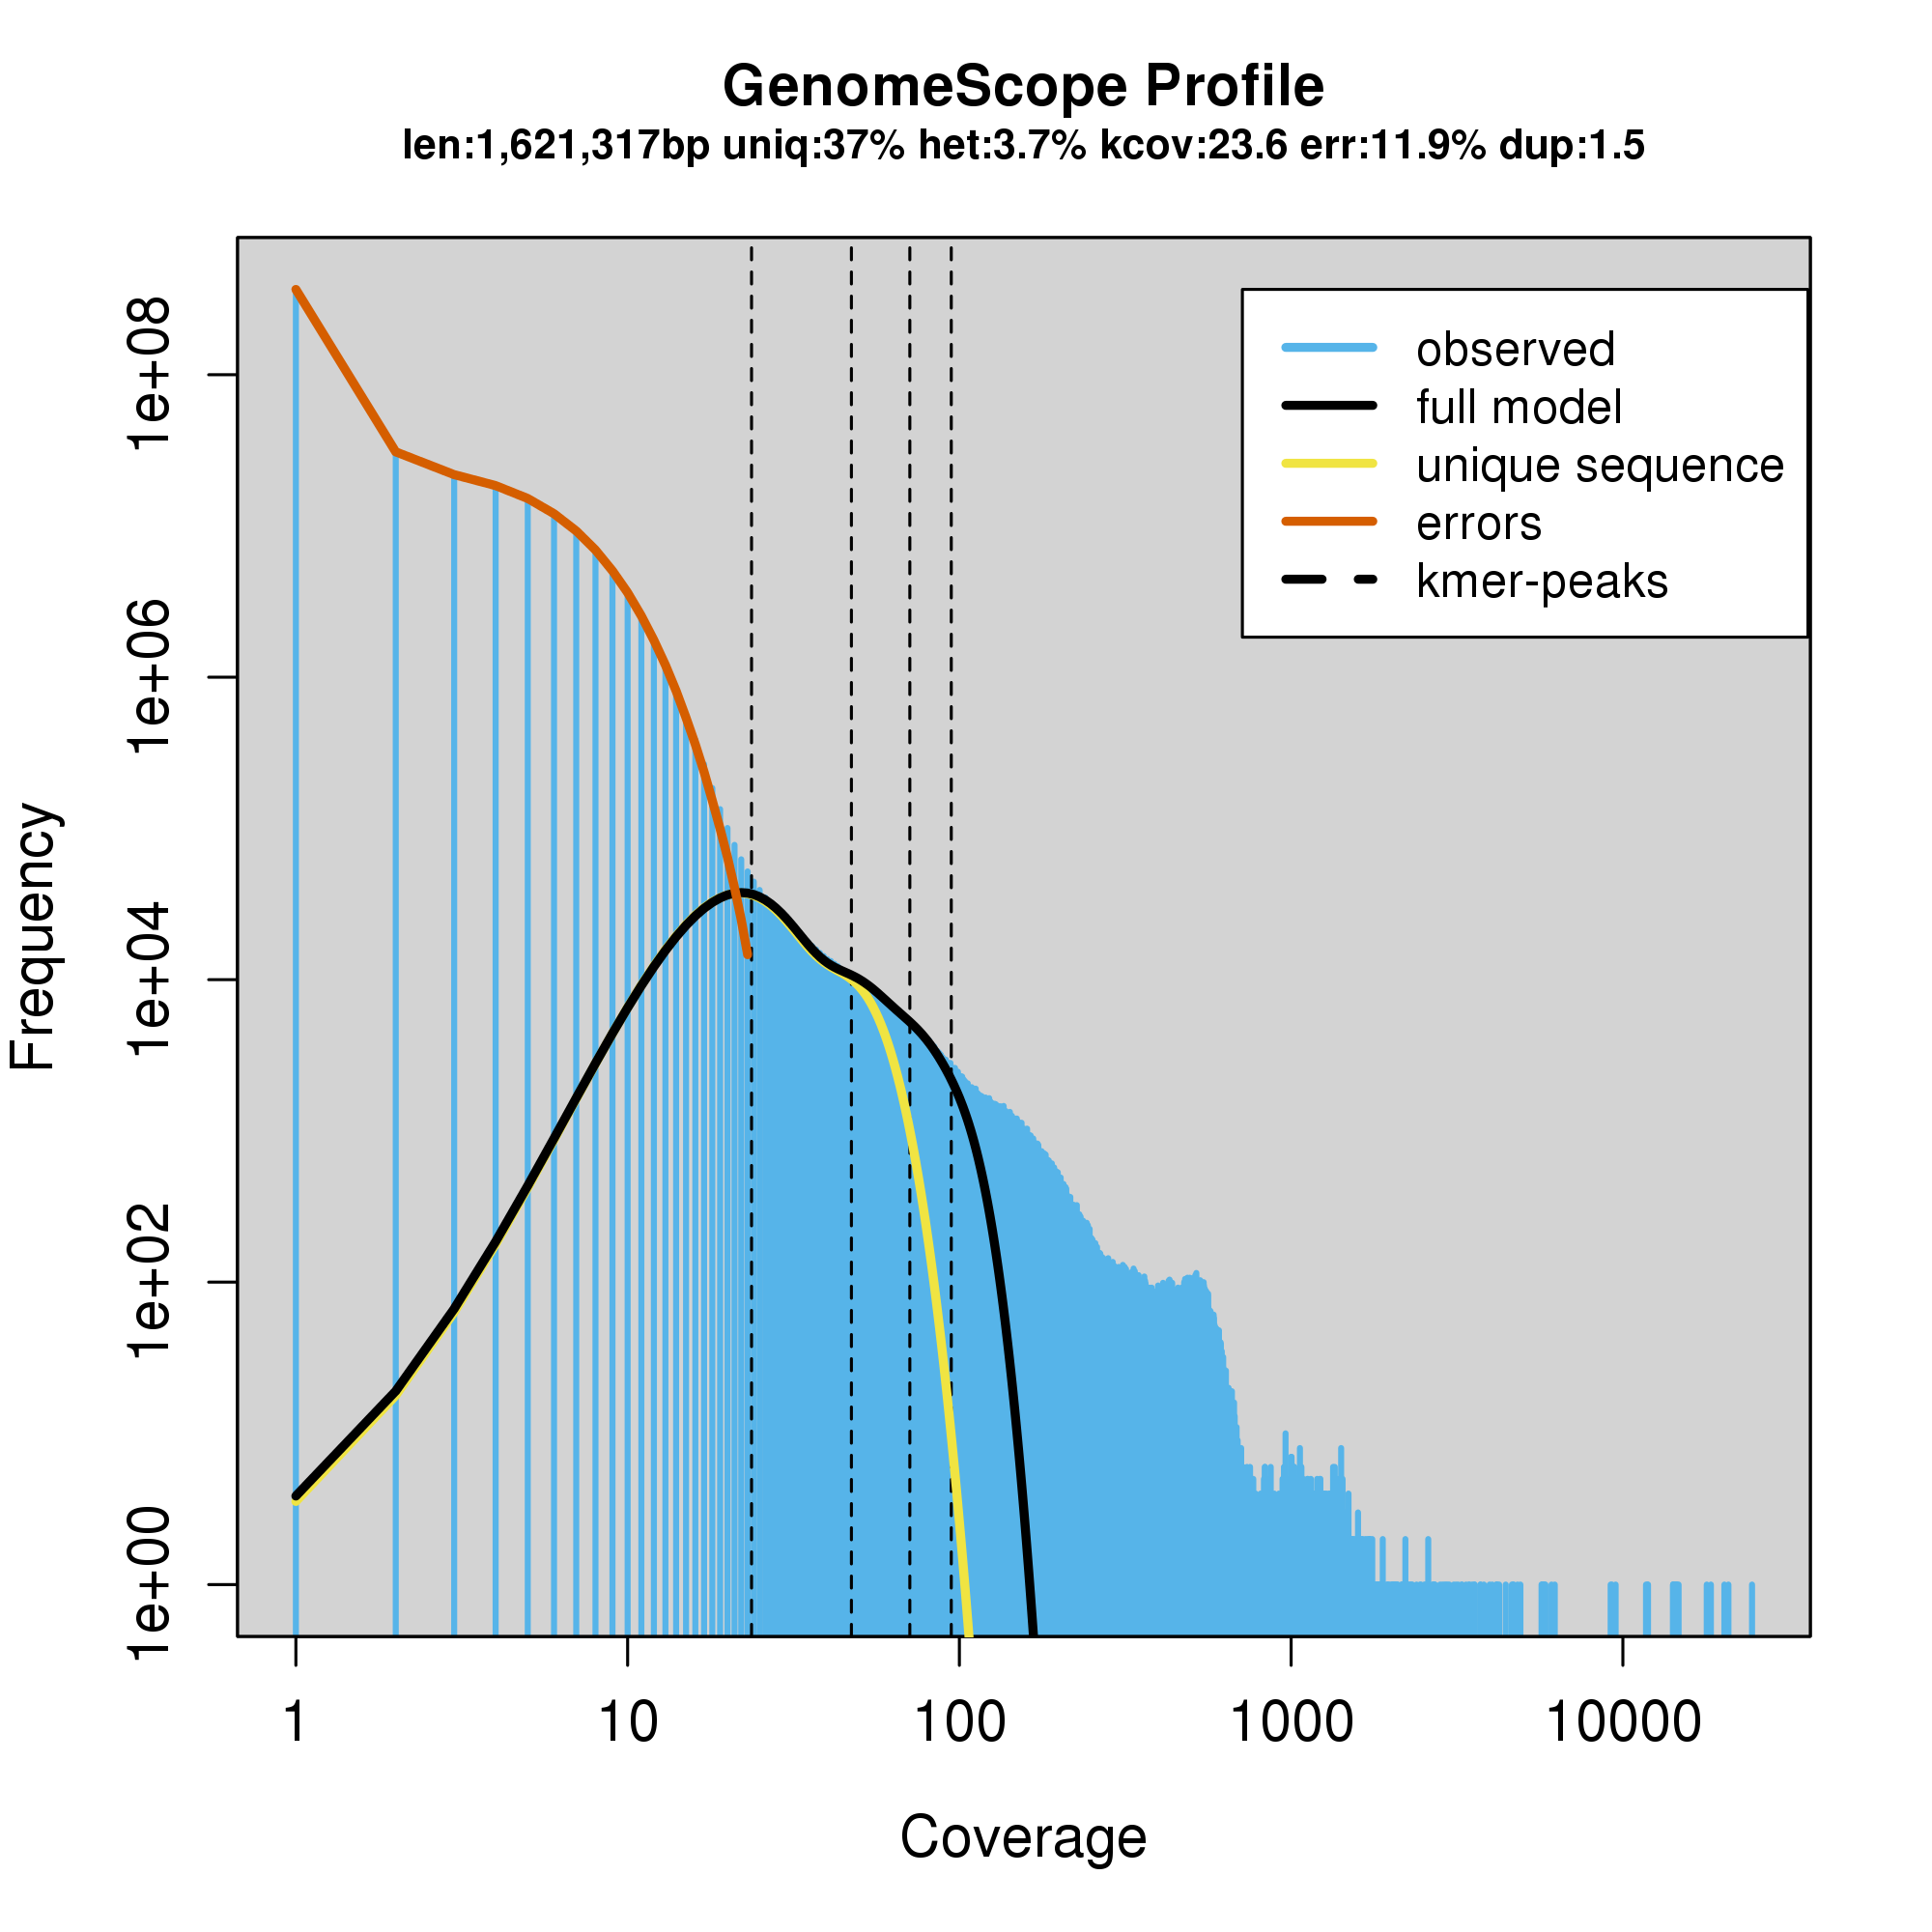 GenomeScope Profile
len:1,621,317bp uniq:37% het:3.7% kcov:23.6 err:11.9% dup:1.5
observed
full model
unique sequence
errors
kmer-peaks
Frequency
1e+08
1e+06
1e+04
1e+02
1e+00
1 10 100 1000 10000
Coverage